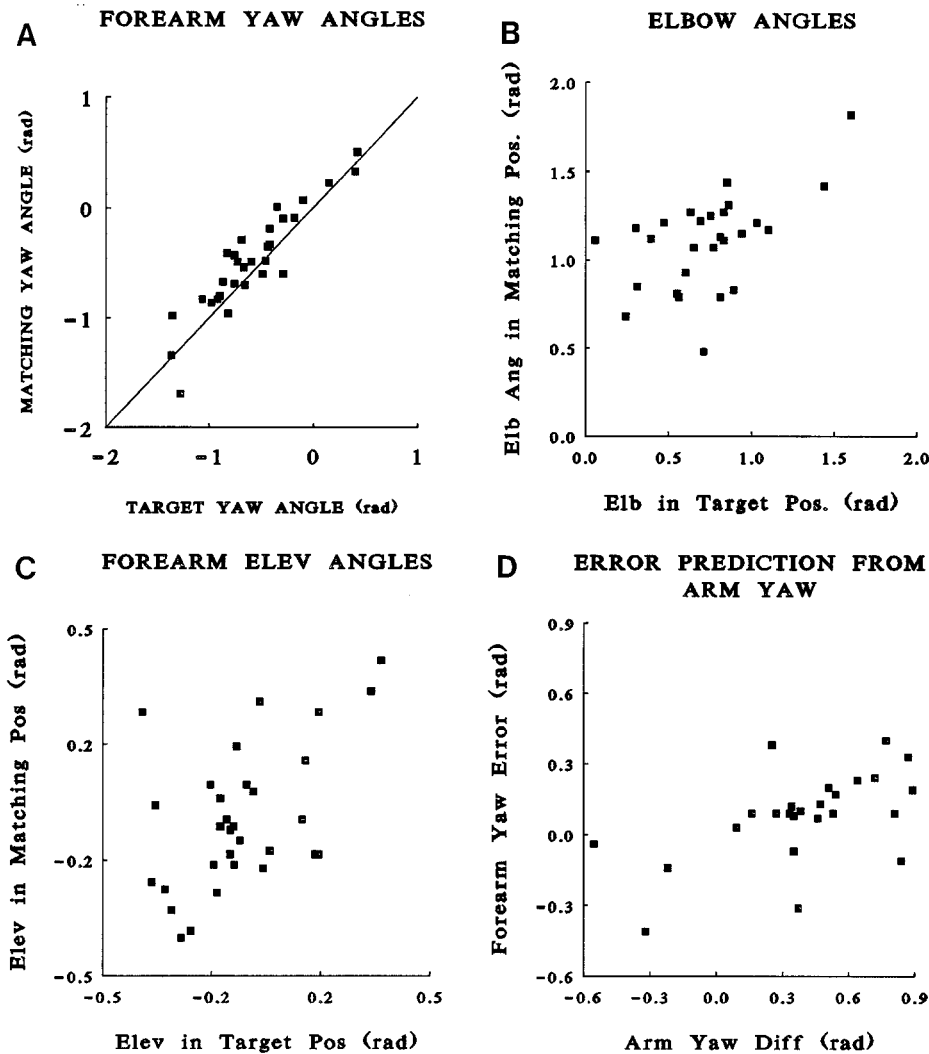 A
FOREARM YAW ANGLES
MATCHING YAW ANGLE (rad)
1
0
−1
−2
−2 −1 0 1
TARGET YAW ANGLE (rad)
B
ELBOW ANGLES
Elb Ang in Matching Pos. (rad)
2.0
1.5
1.0
0.5
0.0
0.0 0.5 1.0 1.5 2.0
Elb in Target Pos. (rad)
C
FOREARM ELEV ANGLES
Elev in Matching Pos (rad)
0.5
0.2
−0.2
−0.5
−0.5 −0.2 0.2 0.5
Elev in Target Pos (rad)
D
ERROR PREDICTION FROM
ARM YAW
Forearm Yaw Error (rad)
0.9
0.6
0.3
0.0
−0.3
−0.6
−0.6 −0.3 0.0 0.3 0.6 0.9
Arm Yaw Diff (rad)